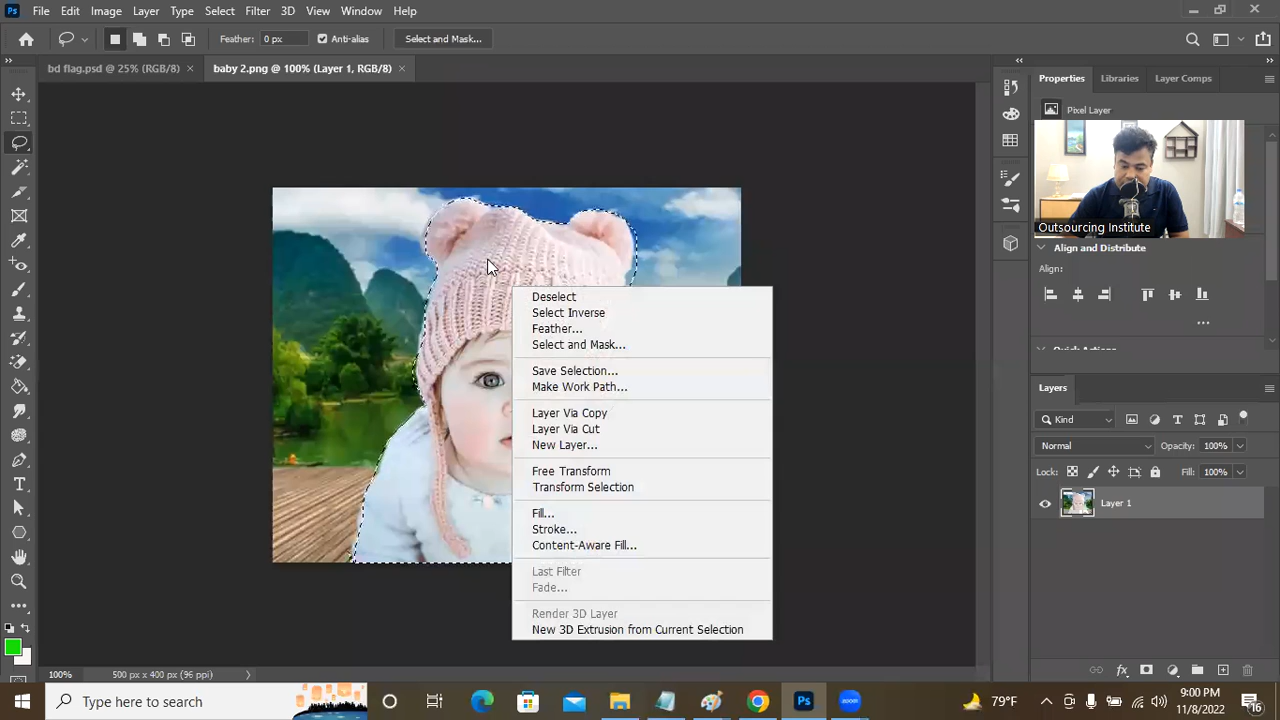 Ps File Edit Image Layer Type Select Filter 3D View Window Help
Feather: 0 px Anti-alias Select and Mask...
bd flag.psd @ 25% (RGB/8) × baby 2.png @ 100% (Layer 1, RGB/8) ×
Properties Libraries Layer Comps
Pixel Layer
Outsourcing Institute
Align and Distribute
Align:
Deselect
Select Inverse
Feather...
Select and Mask...
Save Selection...
Make Work Path...
Layer Via Copy
Layer Via Cut
New Layer...
Free Transform
Transform Selection
Fill...
Stroke...
Content-Aware Fill...
Last Filter
Fade...
Render 3D Layer
New 3D Extrusion from Current Selection
Layers
Kind
Normal Opacity: 100%
Lock: Fill: 100%
Layer 1
100% 500 px x 400 px (96 ppi)
Type here to search
Ps
zoom
79°F
9:00 PM
11/8/2022
16